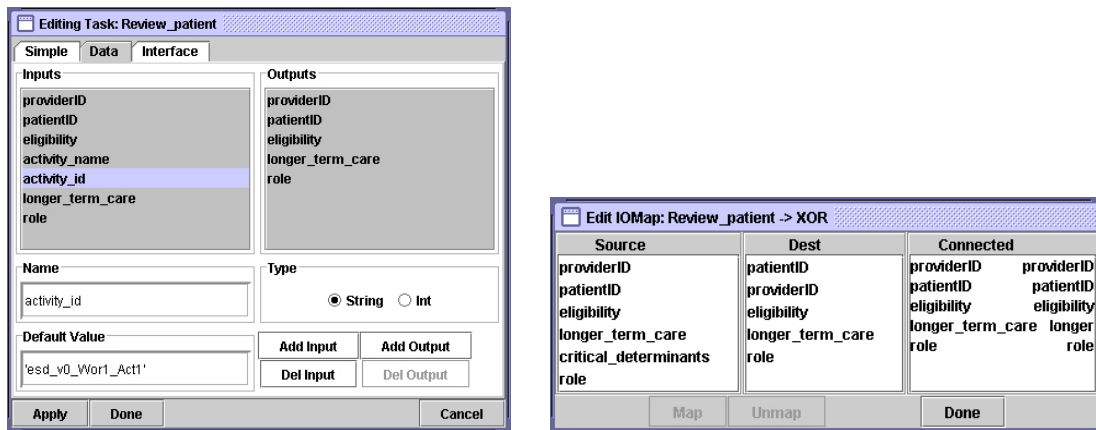 Editing Task: Review_patient
Simple Data Interface
Inputs
providerID
patientID
eligibility
activity_name
activity_id
longer_term_care
role
Outputs
providerID
patientID
eligibility
longer_term_care
role
Name
activity_id
Type
String Int
Default Value
'esd_v0_Wor1_Act1'
Add Input Add Output
Del Input Del Output
Apply Done Cancel
Edit IOMap: Review_patient -> XOR
Source
providerID
patientID
eligibility
longer_term_care
critical_determinants
role
Dest
patientID
providerID
eligibility
longer_term_care
role
Connected
providerID providerID
patientID patientID
eligibility eligibility
longer_term_care longer
role role
Map Unmap Done